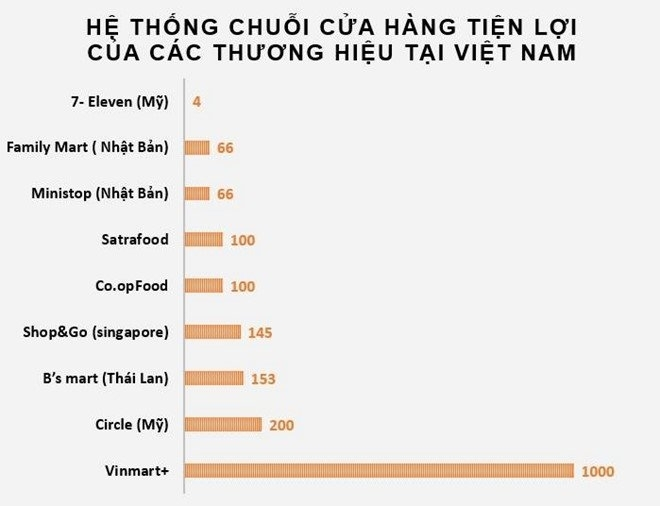 HỆ THỐNG CHUỖI CỬA HÀNG TIỆN LỢI
CỦA CÁC THƯƠNG HIỆU TẠI VIỆT NAM
7- Eleven (Mỹ) 4
Family Mart ( Nhật Bản) 66
Ministop (Nhật Bản) 66
Satrafood 100
Co.opFood 100
Shop&Go (singapore) 145
B's mart (Thái Lan) 153
Circle (Mỹ) 200
Vinmart+ 1000